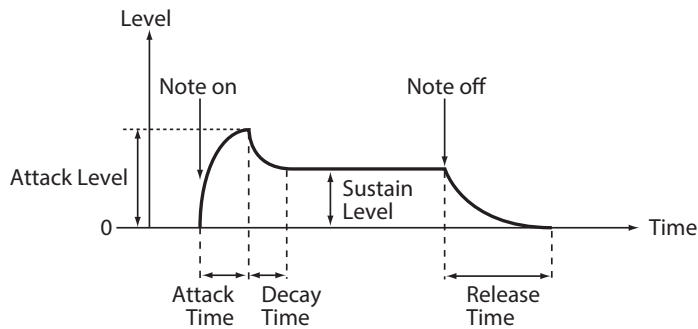 Level
Note on
Note off
Attack Level
Sustain
Level
0
Time
Attack
Time
Decay
Time
Release
Time